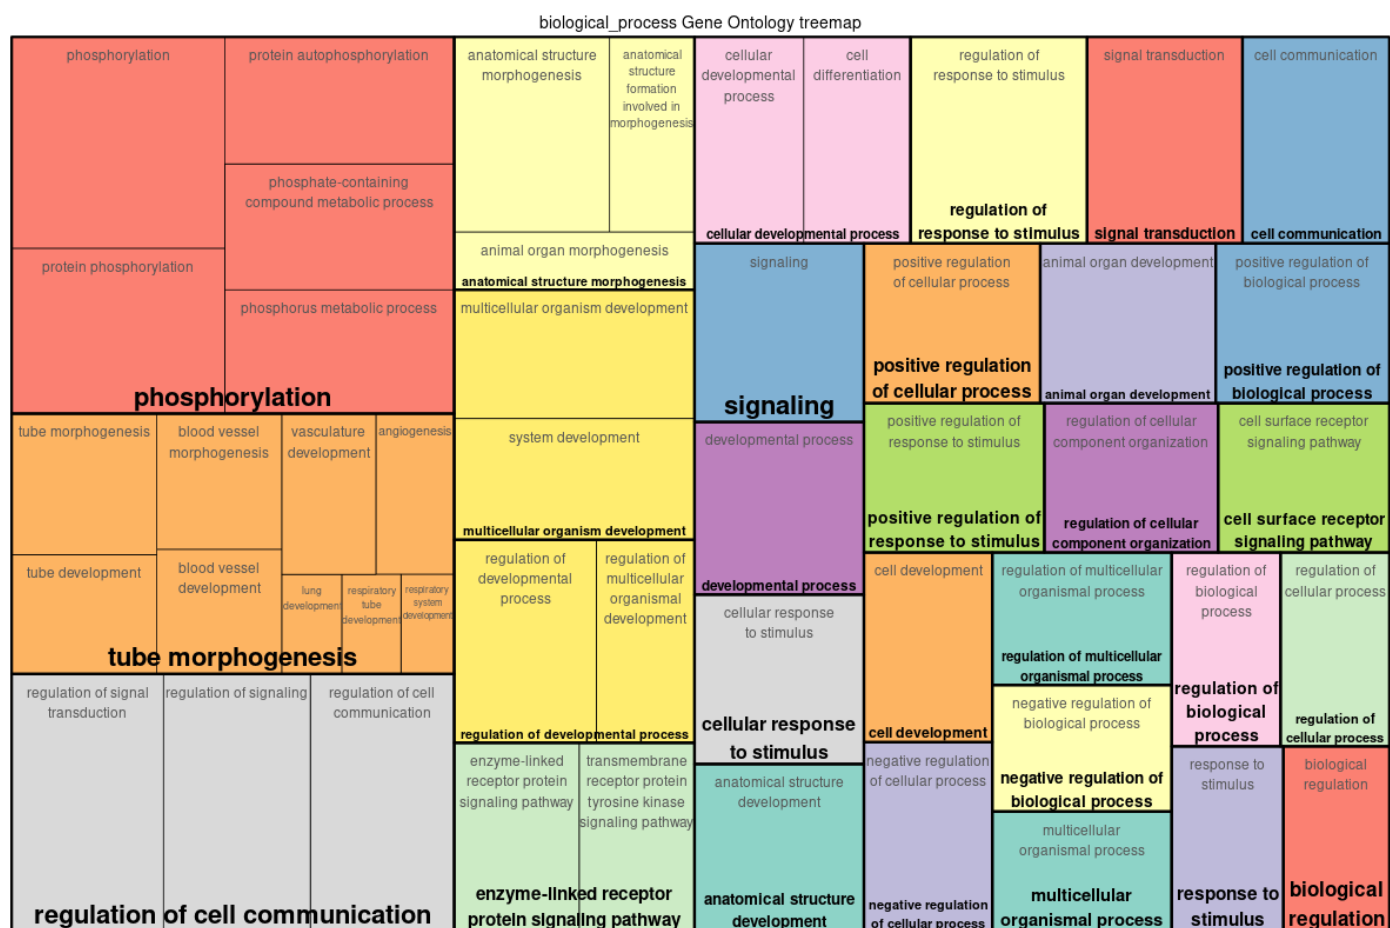 biological_process Gene Ontology treemap
phosphorylation
protein autophosphorylation
phosphate-containing
compound metabolic process
protein phosphorylation
phosphorus metabolic process
phosphorylation
tube morphogenesis
blood vessel
morphogenesis
vasculature
development
angiogenesis
tube development
blood vessel
development
lung
development
respiratory
tube
development
respiratory
system
development
tube morphogenesis
regulation of signal
transduction
regulation of signaling
regulation of cell
communication
regulation of cell communication
anatomical structure
morphogenesis
anatomical
structure
formation
involved in
morphogenesis
animal organ morphogenesis
anatomical structure morphogenesis
multicellular organism development
system development
multicellular organism development
regulation of
developmental
process
regulation of
multicellular
organismal
development
regulation of developmental process
enzyme-linked
receptor protein
signaling pathway
transmembrane
receptor protein
tyrosine kinase
signaling pathway
enzyme-linked receptor
protein signaling pathway
cellular
developmental
process
cell
differentiation
cellular developmental process
regulation of
response to stimulus
regulation of
response to stimulus
signal transduction
signal transduction
cell communication
cell communication
signaling
signaling
developmental process
developmental process
cellular response
to stimulus
cellular response
to stimulus
anatomical structure
development
anatomical structure
development
positive regulation
of cellular process
positive regulation
of cellular process
animal organ development
animal organ development
positive regulation of
biological process
positive regulation of
biological process
positive regulation of
response to stimulus
positive regulation of
response to stimulus
regulation of cellular
component organization
regulation of cellular
component organization
cell surface receptor
signaling pathway
cell surface receptor
signaling pathway
cell development
cell development
negative regulation
of cellular process
negative regulation
of cellular process
regulation of multicellular
organismal process
regulation of multicellular
organismal process
negative regulation of
biological process
negative regulation of
biological process
multicellular
organismal process
multicellular
organismal process
regulation of
biological
process
regulation of
biological
process
regulation of
cellular process
regulation of
cellular process
response to
stimulus
response to
stimulus
biological
regulation
biological
regulation